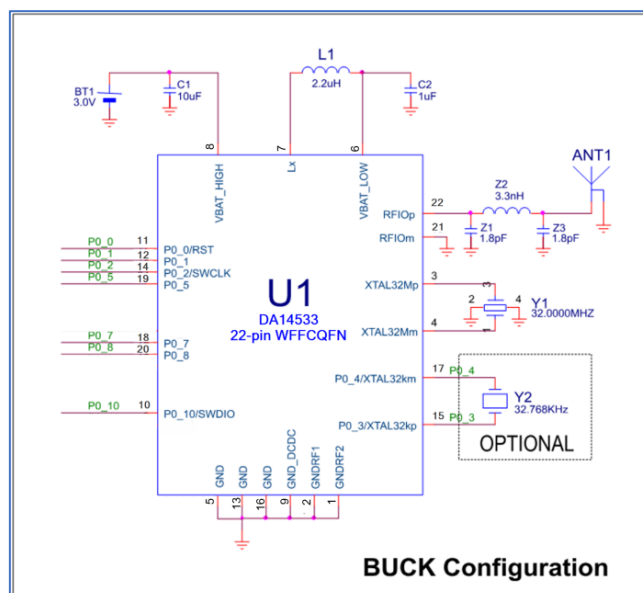 L1
2.2uH
BT1
3.0V
C1
10uF
C2
1uF
8
7
6
VBAT_HIGH
Lx
VBAT_LOW
ANT1
Z2
3.3nH
22
RFIOp
Z1
1.8pF
Z3
1.8pF
21
RFIOm
P0_0
11
P0_0/RST
P0_1
12
P0_1
P0_2
14
P0_2/SWCLK
P0_5
19
P0_5
U1
DA14533
22-pin WFFCQFN
XTAL32Mp
3
3
2
4
Y1
32.0000MHZ
XTAL32Mm
4
1
P0_7
18
P0_7
P0_8
20
P0_8
P0_4/XTAL32km
17
P0_4
Y2
32.768KHz
P0_10
10
P0_10/SWDIO
P0_3/XTAL32kp
15
P0_3
OPTIONAL
GND
GND
GND
GND_DCDC
GNDRF1
GNDRF2
5
13
16
9
2
1
BUCK Configuration